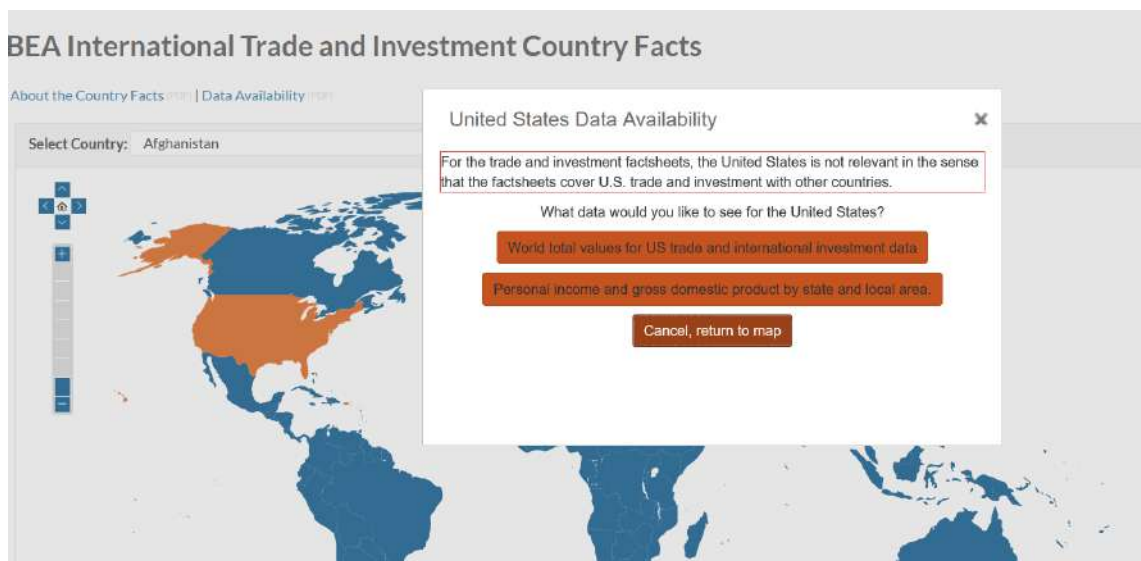 BEA International Trade and Investment Country Facts
About the Country Facts (PDF) | Data Availability (PDF)
Select Country: Afghanistan
United States Data Availability
For the trade and investment factsheets, the United States is not relevant in the sense
that the factsheets cover U.S. trade and investment with other countries.
What data would you like to see for the United States?
World total values for US trade and international investment data
Personal income and gross domestic product by state and local area.
Cancel, return to map